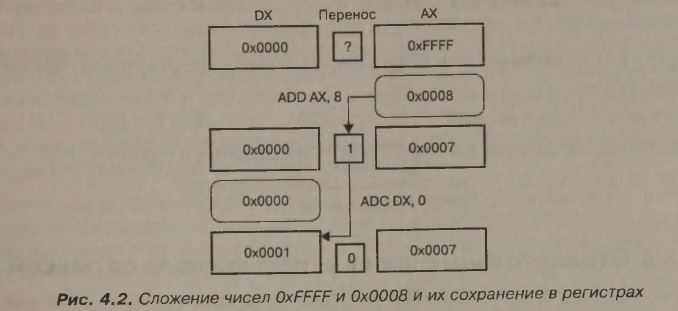 DX Перенос AX
0x0000 ? 0xFFFF
ADD AX, 8 0x0008
0x0000 1 0x0007
0x0000 ADC DX, 0
0x0001 0 0x0007
Рис. 4.2. Сложение чисел 0xFFFF и 0x0008 и их сохранение в регистрах